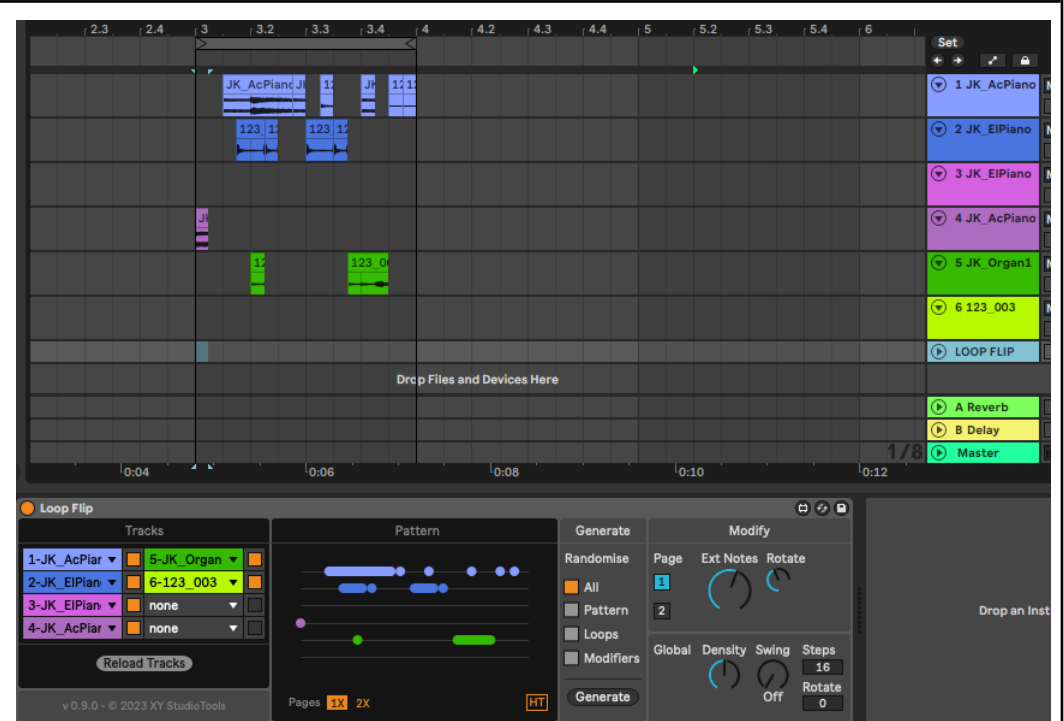 2.3 2.4 3 3.2 3.3 3.4 4 4.2 4.3 4.4 5 5.2 5.3 5.4 6
Set
JK_AcPiano 1 JK_AcPiano
123 123 2 JK_ElPiano
3 JK_ElPiano
4 JK_AcPiano
123_00 5 JK_Organ1
6 123_003
LOOP FLIP
Drop Files and Devices Here
A Reverb
B Delay
1/8 Master
0:04 0:06 0:08 0:10 0:12
Loop Flip
Tracks Pattern Generate Modify
1-JK_AcPiar 5-JK_Organ Randomise Page Ext Notes Rotate
2-JK_ElPian 6-123_003 All 1
3-JK_ElPian none Pattern 2
4-JK_AcPiar none Loops
Modifiers Global Density Swing Steps
Reload Tracks 16
Off Rotate
v 0.9.0 - © 2023 XY StudioTools Pages 1X 2X HT Generate 0
Drop an Inst